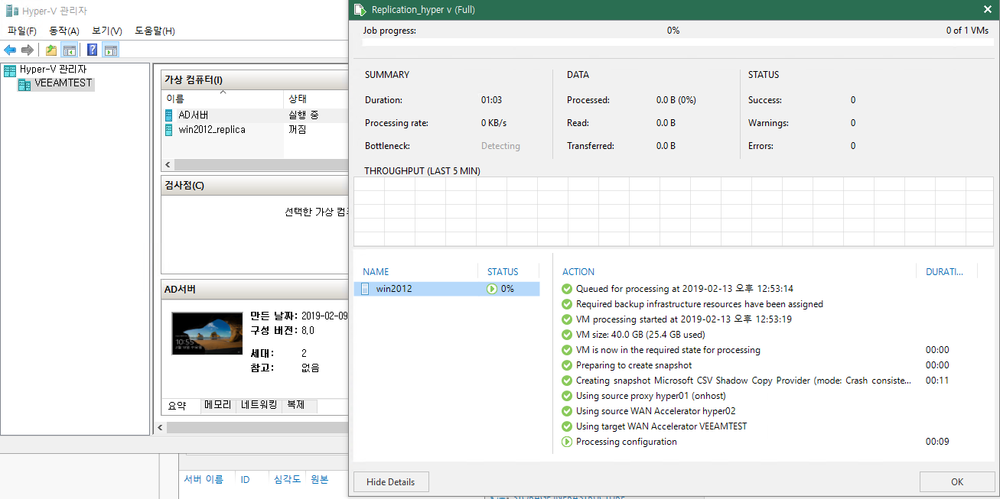 Hyper-V 관리자
파일(F) 동작(A) 보기(V) 도움말(H)
Hyper-V 관리자
VEEAMTEST
가상 컴퓨터(I)
이름 상태
AD서버 실행 중
win2012_replica 꺼짐
검사점(C)
선택한 가상 컴퓨
AD서버
만든 날짜: 2019-02-09
구성 버전: 8.0
세대: 2
참고: 없음
10:55
요약 메모리 네트워킹 복제
서버 이름 ID 심각도 원본
Replication_hyper v (Full)
Job progress: 0% 0 of 1 VMs
SUMMARY DATA STATUS
Duration: 01:03 Processed: 0.0 B (0%) Success: 0
Processing rate: 0 KB/s Read: 0.0 B Warnings: 0
Bottleneck: Detecting Transferred: 0.0 B Errors: 0
THROUGHPUT (LAST 5 MIN)
NAME STATUS
win2012 0%
ACTION DURATI...
Queued for processing at 2019-02-13 오후 12:53:14
Required backup infrastructure resources have been assigned
VM processing started at 2019-02-13 오후 12:53:19
VM size: 40.0 GB (25.4 GB used)
VM is now in the required state for processing 00:00
Preparing to create snapshot 00:00
Creating snapshot Microsoft CSV Shadow Copy Provider (mode: Crash consiste... 00:11
Using source proxy hyper01 (onhost)
Using source WAN Accelerator hyper02
Using target WAN Accelerator VEEAMTEST
Processing configuration 00:09
Hide Details OK